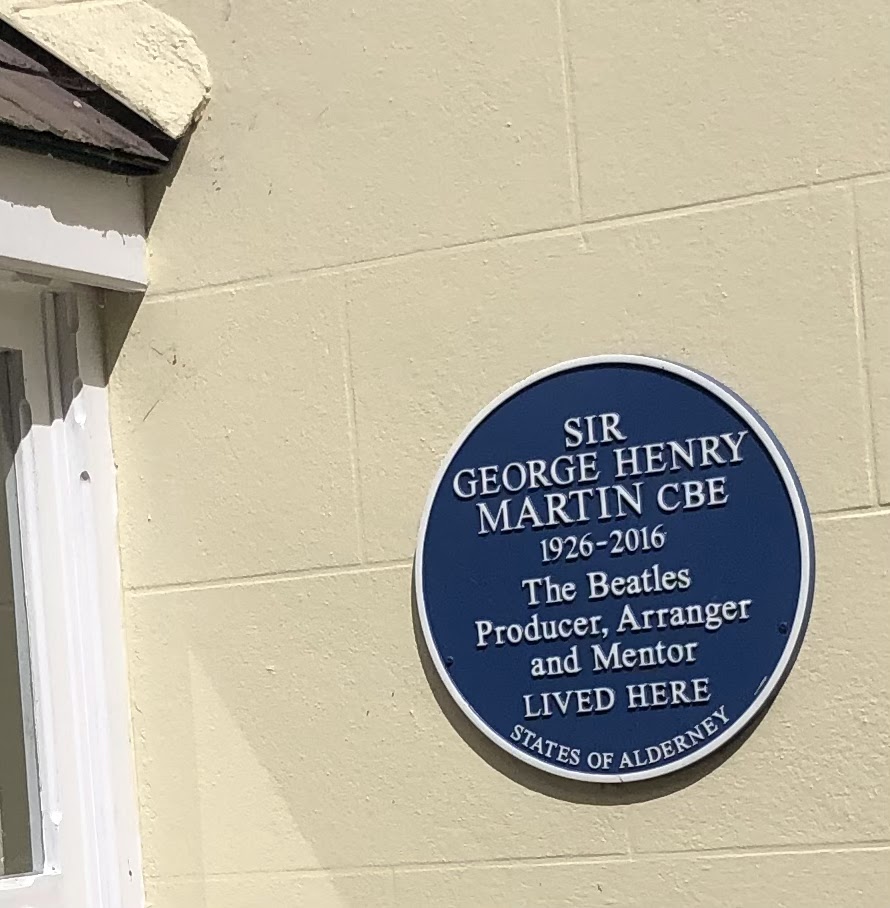 SIR
GEORGE HENRY
MARTIN CBE
1926-2016
The Beatles
Producer, Arranger
and Mentor
LIVED HERE
STATES OF ALDERNEY